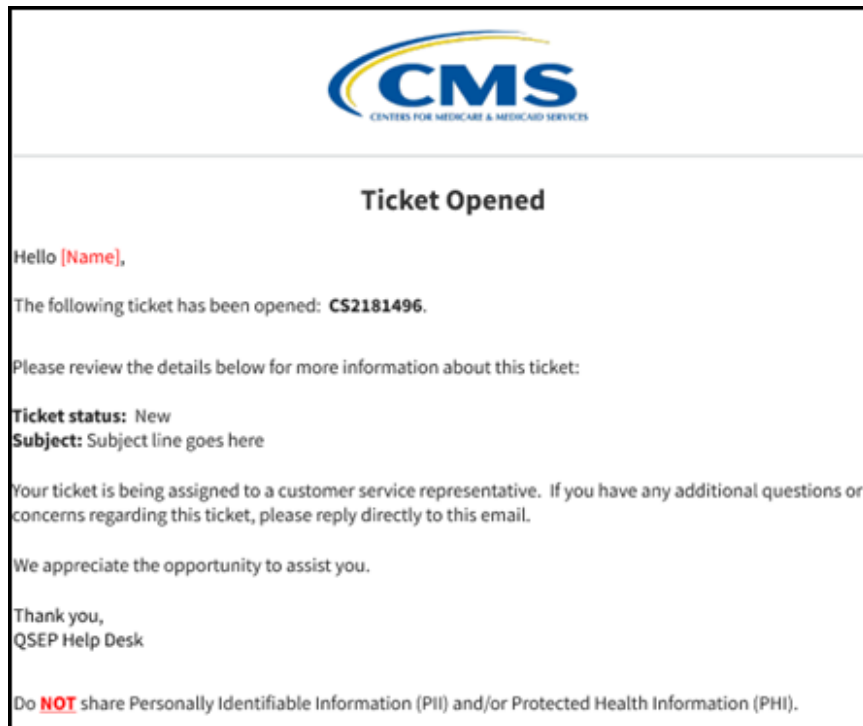 CMS
CENTERS FOR MEDICARE & MEDICAID SERVICES
Ticket Opened
Hello [Name],
The following ticket has been opened: CS2181496.
Please review the details below for more information about this ticket:
Ticket status: New
Subject: Subject line goes here
Your ticket is being assigned to a customer service representative. If you have any additional questions or
concerns regarding this ticket, please reply directly to this email.
We appreciate the opportunity to assist you.
Thank you,
QSEP Help Desk
Do NOT share Personally Identifiable Information (PII) and/or Protected Health Information (PHI).